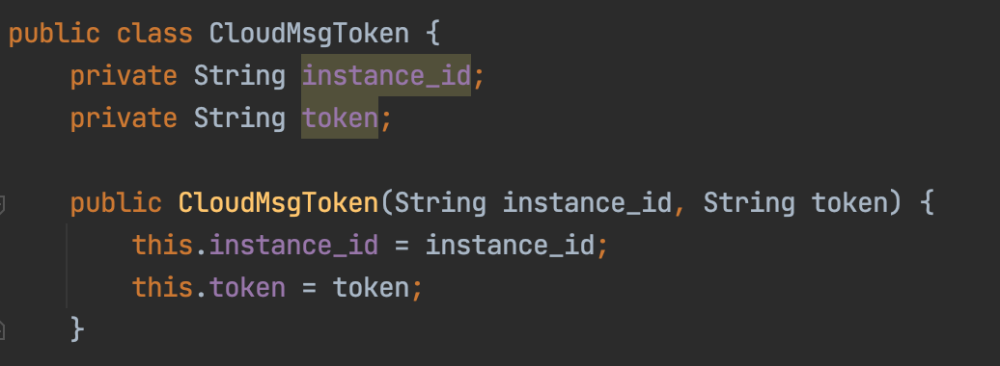 public class CloudMsgToken {
    private String instance_id;
    private String token;
    public CloudMsgToken(String instance_id, String token) {
        this.instance_id = instance_id;
        this.token = token;
    }